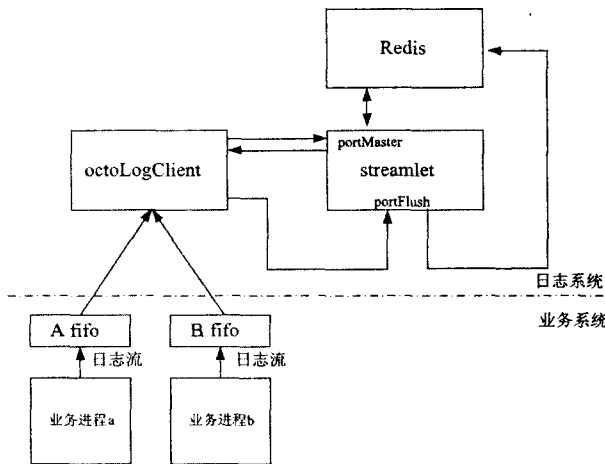 Redis
portMaster
octoLogClient
streamlet
portFlush
日志系统
业务系统
A fifo
B fifo
日志流
日志流
业务进程a
业务进程b